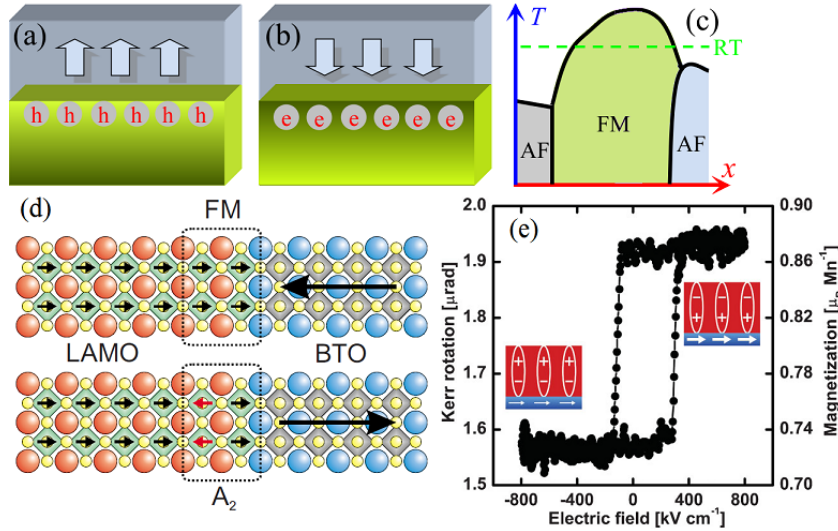 (a)
h h h h h h
(b)
e e e e e e
(c)
T
RT
FM
AF
AF
x
(d)
FM
LAMO
BTO
A2
(e)
2.0
1.9
1.8
1.7
1.6
1.5
Kerr rotation [μrad]
0.90
0.86
0.82
0.78
0.74
0.70
Magnetization [μB Mn-1]
-800 -400 0 400 800
Electric field [kV cm-1]
− − −
+ + +
+ + +
− − −